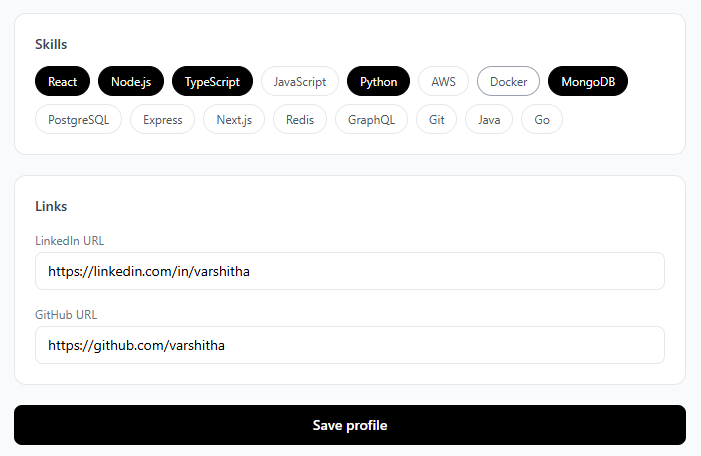 Skills
React Node.js TypeScript JavaScript Python AWS Docker MongoDB
PostgreSQL Express Next.js Redis GraphQL Git Java Go
Links
LinkedIn URL
https://linkedin.com/in/varshitha
GitHub URL
https://github.com/varshitha
Save profile